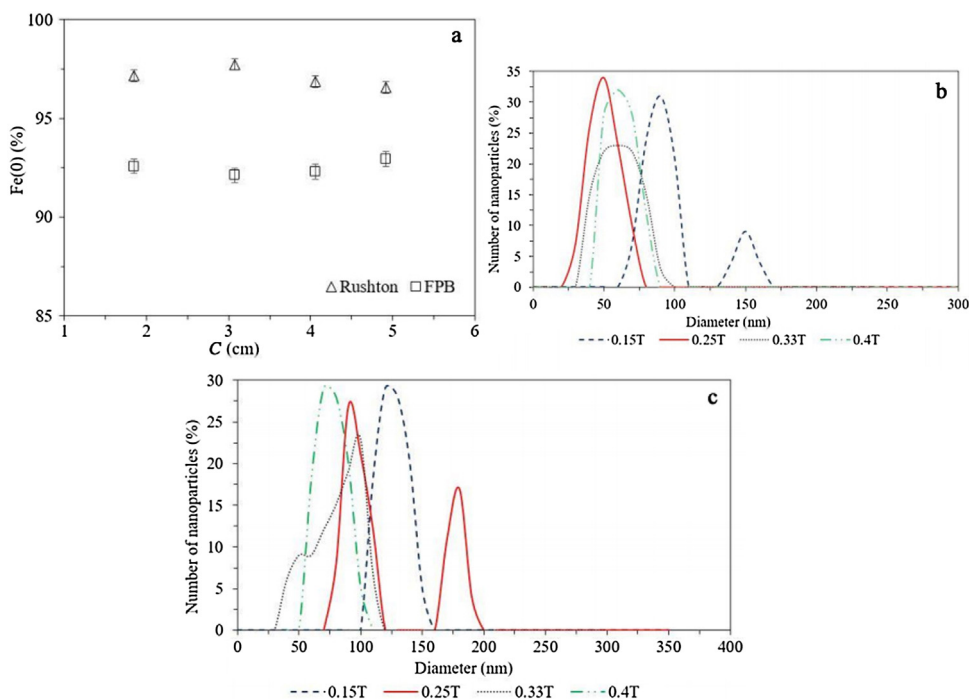 a
Fe(0) (%)
100
95
90
85
Rushton FPB
1 2 3 4 5 6
C (cm)
b
Number of nanoparticles (%)
35
30
25
20
15
10
5
0
0 50 100 150 200 250 300
Diameter (nm)
0.15T 0.25T 0.33T 0.4T
c
Number of nanoparticles (%)
30
25
20
15
10
5
0
0 50 100 150 200 250 300 350 400
Diameter (nm)
0.15T 0.25T 0.33T 0.4T